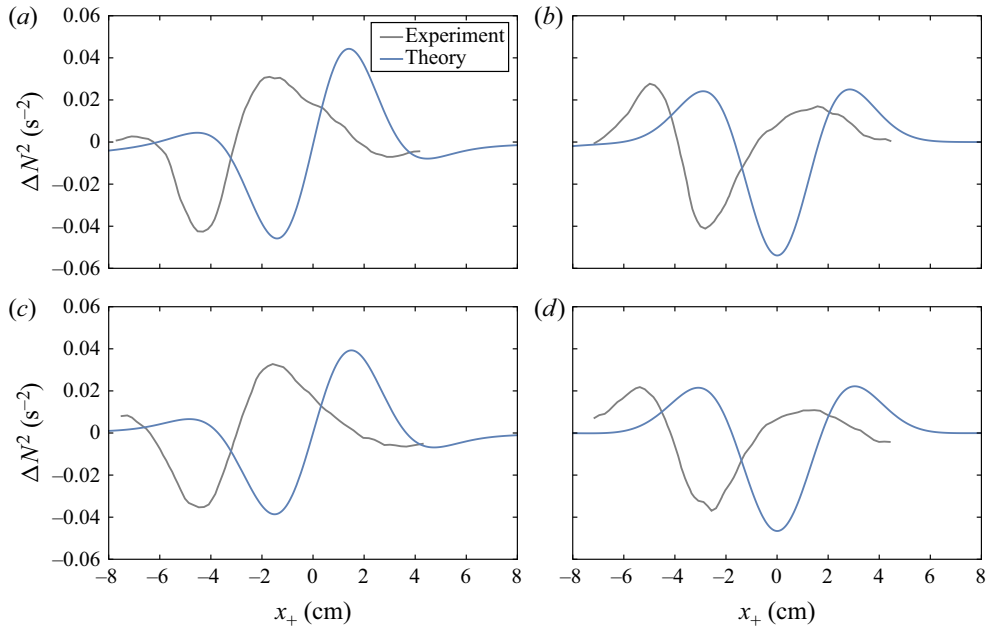 (a)
0.06
0.04
0.02
0
–0.02
–0.04
–0.06
ΔN² (s⁻²)
Experiment
Theory
(b)
(c)
0.06
0.04
0.02
0
–0.02
–0.04
–0.06
ΔN² (s⁻²)
–8 –6 –4 –2 0 2 4 6 8
x₊ (cm)
(d)
–8 –6 –4 –2 0 2 4 6 8
x₊ (cm)